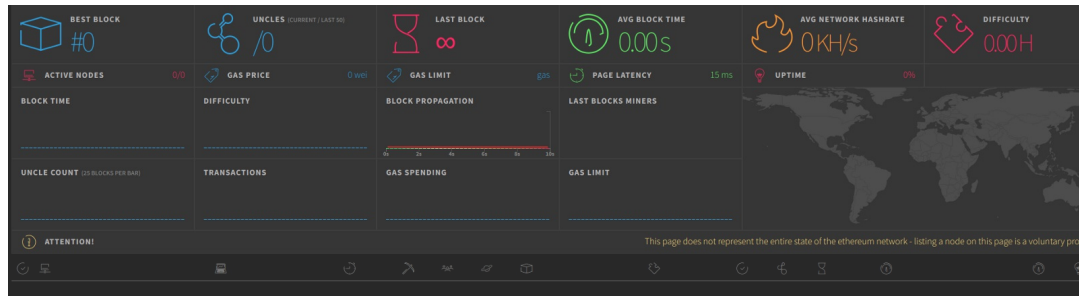 BEST BLOCK
#0
UNCLES (CURRENT / LAST 50)
/0
LAST BLOCK
∞
AVG BLOCK TIME
0.00 s
AVG NETWORK HASHRATE
0 KH/s
DIFFICULTY
0.00 H
ACTIVE NODES 0/0
GAS PRICE 0 wei
GAS LIMIT gas
PAGE LATENCY 15 ms
UPTIME 0%
BLOCK TIME
DIFFICULTY
BLOCK PROPAGATION
0s 2s 4s 6s 8s 10s
LAST BLOCKS MINERS
UNCLE COUNT (25 BLOCKS PER BAR)
TRANSACTIONS
GAS SPENDING
GAS LIMIT
ATTENTION!
This page does not represent the entire state of the ethereum network - listing a node on this page is a voluntary pro